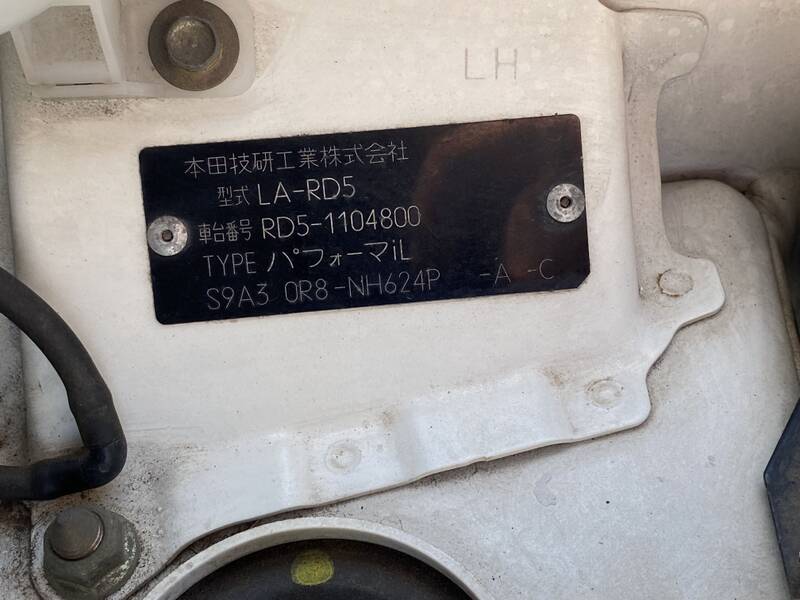 LH
本田技研工業株式会社
型式 LA-RD5
車台番号 RD5-1104800
TYPE パフォーマiL
S9A3 0R8-NH624P -A -C